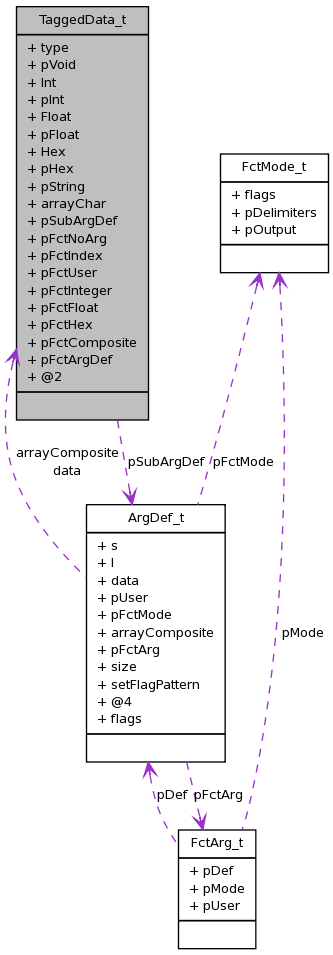 TaggedData_t
+ type
+ pVoid
+ Int
+ pInt
+ Float
+ pFloat
+ Hex
+ pHex
+ pString
+ arrayChar
+ pSubArgDef
+ pFctNoArg
+ pFctIndex
+ pFctUser
+ pFctInteger
+ pFctFloat
+ pFctHex
+ pFctComposite
+ pFctArgDef
+ @2
FctMode_t
+ flags
+ pDelimiters
+ pOutput
arrayComposite
data
pSubArgDef
pFctMode
ArgDef_t
+ s
+ l
+ data
+ pUser
+ pFctMode
+ arrayComposite
+ pFctArg
+ size
+ setFlagPattern
+ @4
+ flags
pMode
pDef
pFctArg
FctArg_t
+ pDef
+ pMode
+ pUser